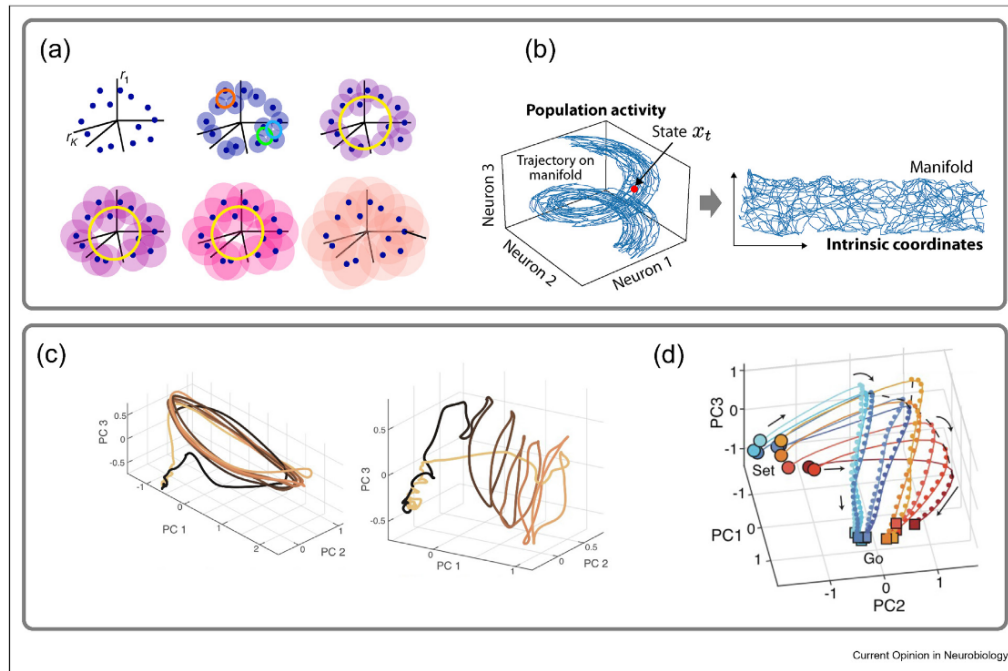 (a)
r1
rK
(b)
Population activity
State xt
Trajectory on
manifold
Neuron 3
Neuron 2
Neuron 1
Manifold
Intrinsic coordinates
(c)
PC 3
0.5
0
-0.5
-1
0
1
2
PC 1
0
1
PC 2
PC 3
0.5
0
-0.5
0
1
PC 1
0
0.5
PC 2
(d)
PC3
1
0
-1
Set
-1
PC1 0
1
Go
-1
0
1
PC2
Current Opinion in Neurobiology